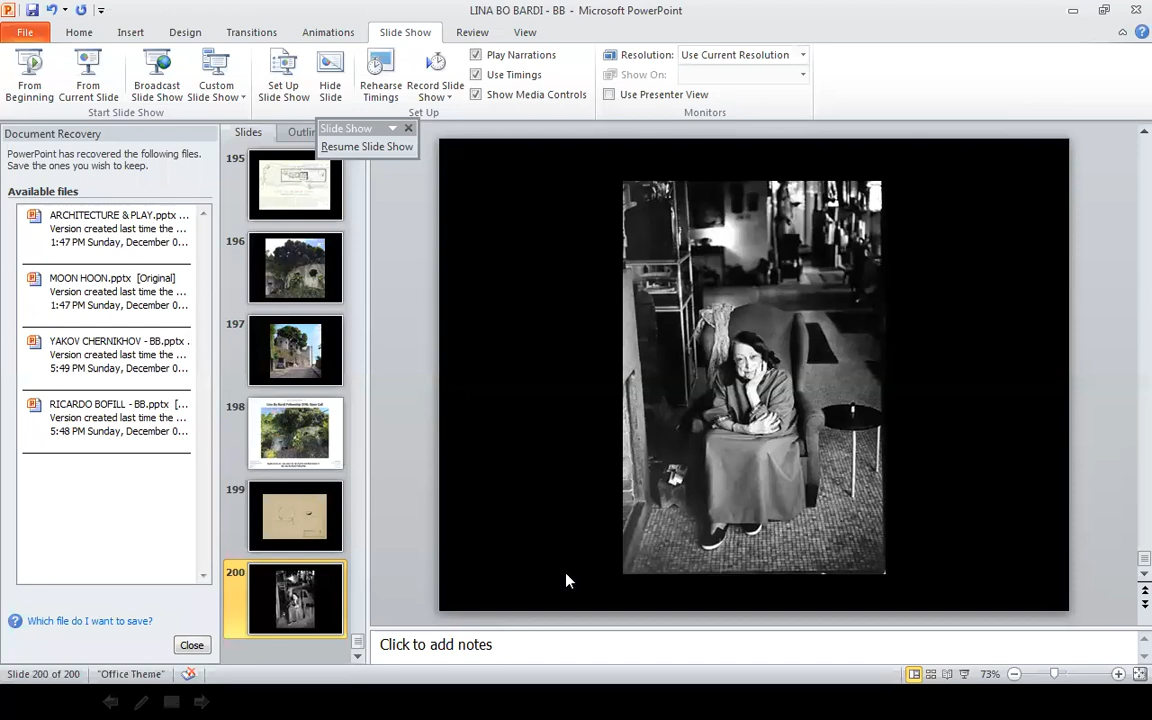 LINA BO BARDI - BB - Microsoft PowerPoint
File Home Insert Design Transitions Animations Slide Show Review View
From Beginning
From Current Slide
Broadcast Slide Show
Custom Slide Show
Set Up Slide Show
Hide Slide
Rehearse Timings
Record Slide Show
Play Narrations
Use Timings
Show Media Controls
Resolution: Use Current Resolution
Show On:
Use Presenter View
Start Slide Show
Set Up
Monitors
Slide Show
Resume Slide Show
Document Recovery
PowerPoint has recovered the following files.
Save the ones you wish to keep.
Available files
ARCHITECTURE & PLAY.pptx ...
Version created last time the ...
1:47 PM Sunday, December 0...
MOON HOON.pptx [Original]
Version created last time the ...
1:47 PM Sunday, December 0...
YAKOV CHERNIKHOV - BB.pptx .
Version created last time the ...
5:49 PM Sunday, December 0...
RICARDO BOFILL - BB.pptx [...
Version created last time the ...
5:48 PM Sunday, December 0...
Which file do I want to save?
Close
Slides Outlin
195
196
197
198
199
200
Click to add notes
Slide 200 of 200 "Office Theme" 73%